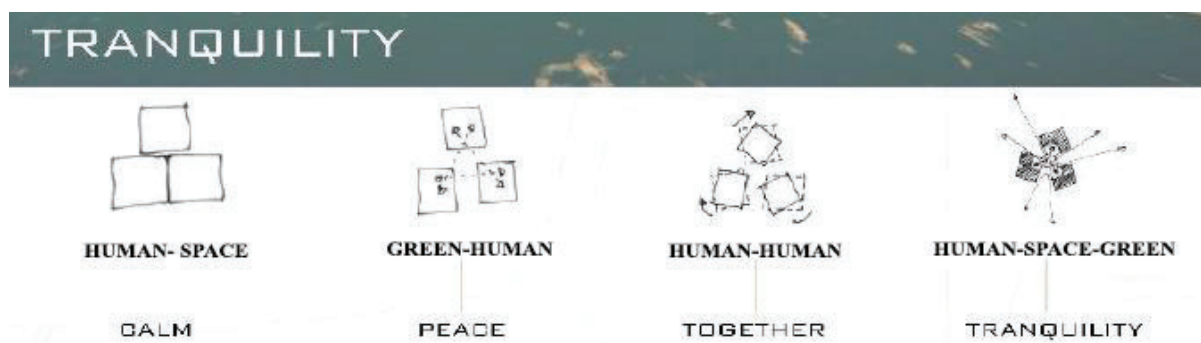 TRANQUILITY
HUMAN- SPACE
GREEN-HUMAN
HUMAN-HUMAN
HUMAN-SPACE-GREEN
CALM
PEACE
TOGETHER
TRANQUILITY